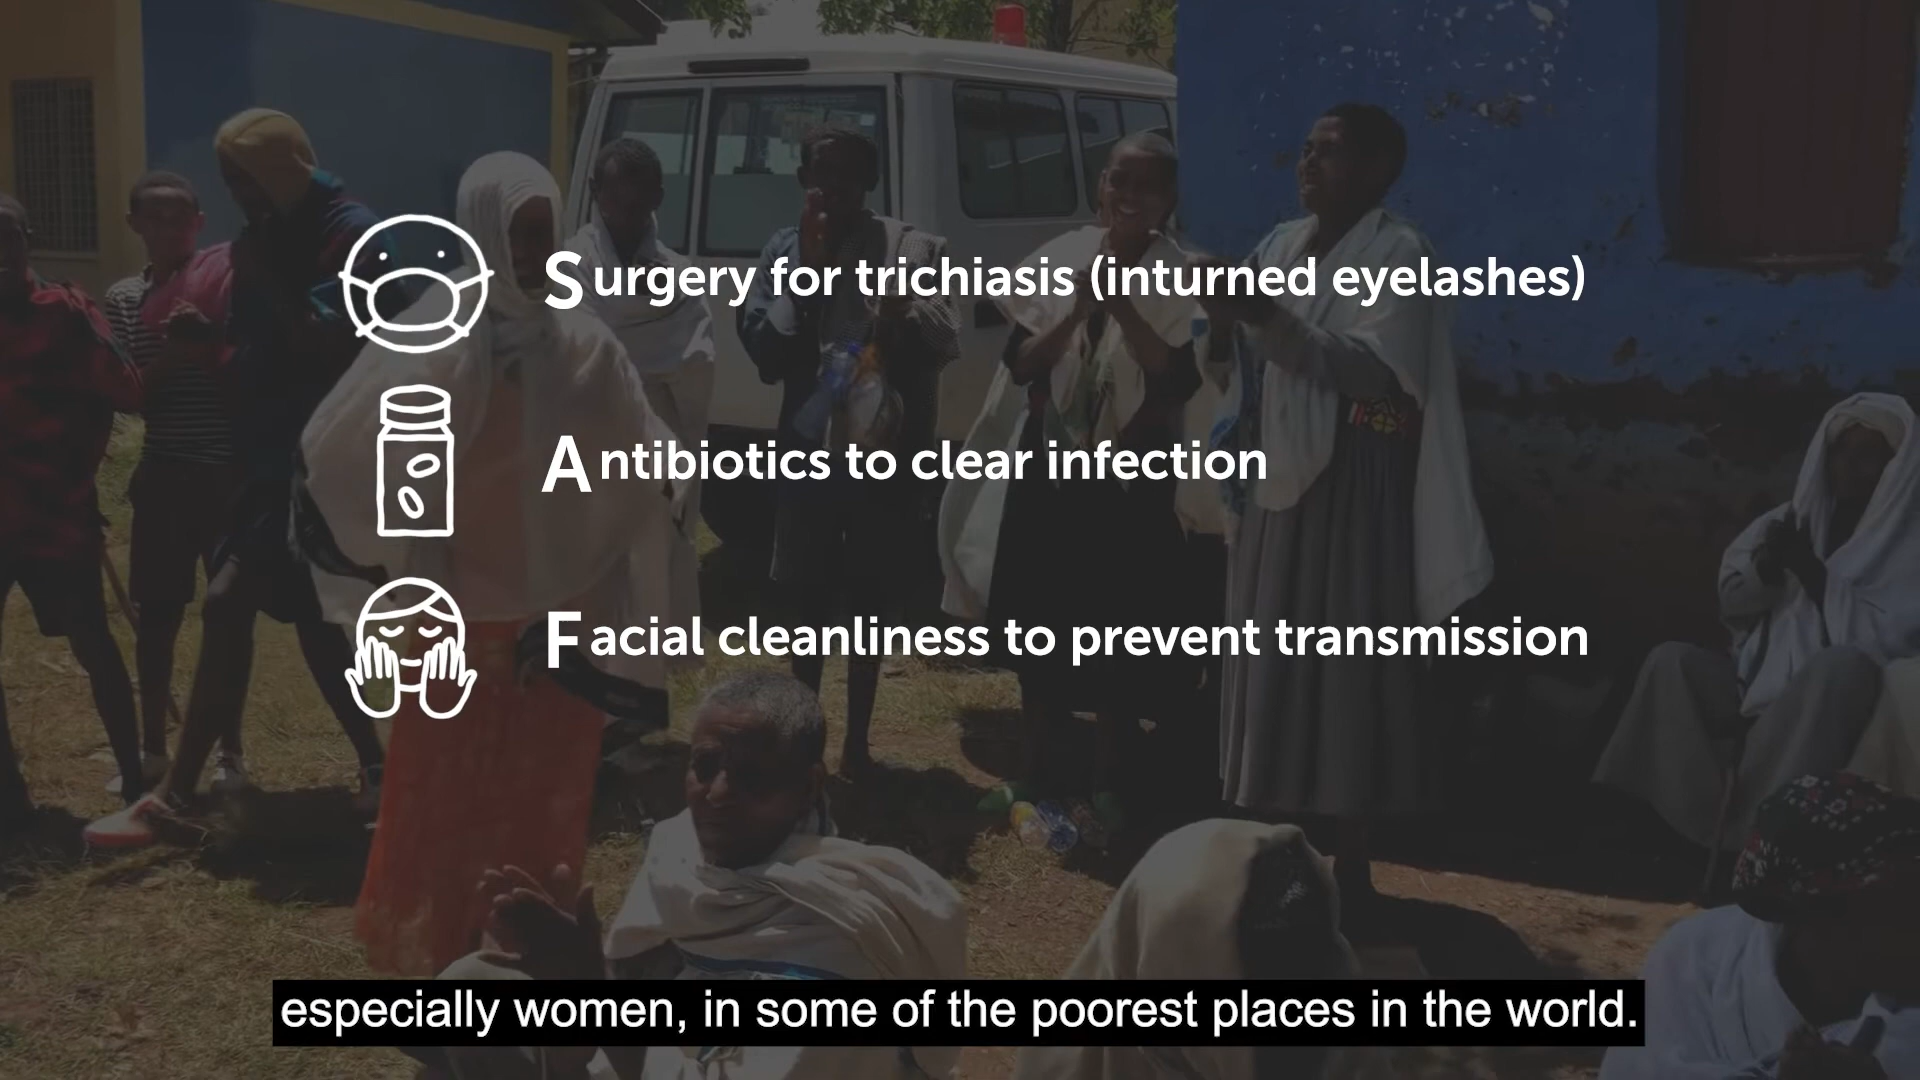 Surgery for trichiasis (inturned eyelashes)
Antibiotics to clear infection
Facial cleanliness to prevent transmission
especially women, in some of the poorest places in the world.